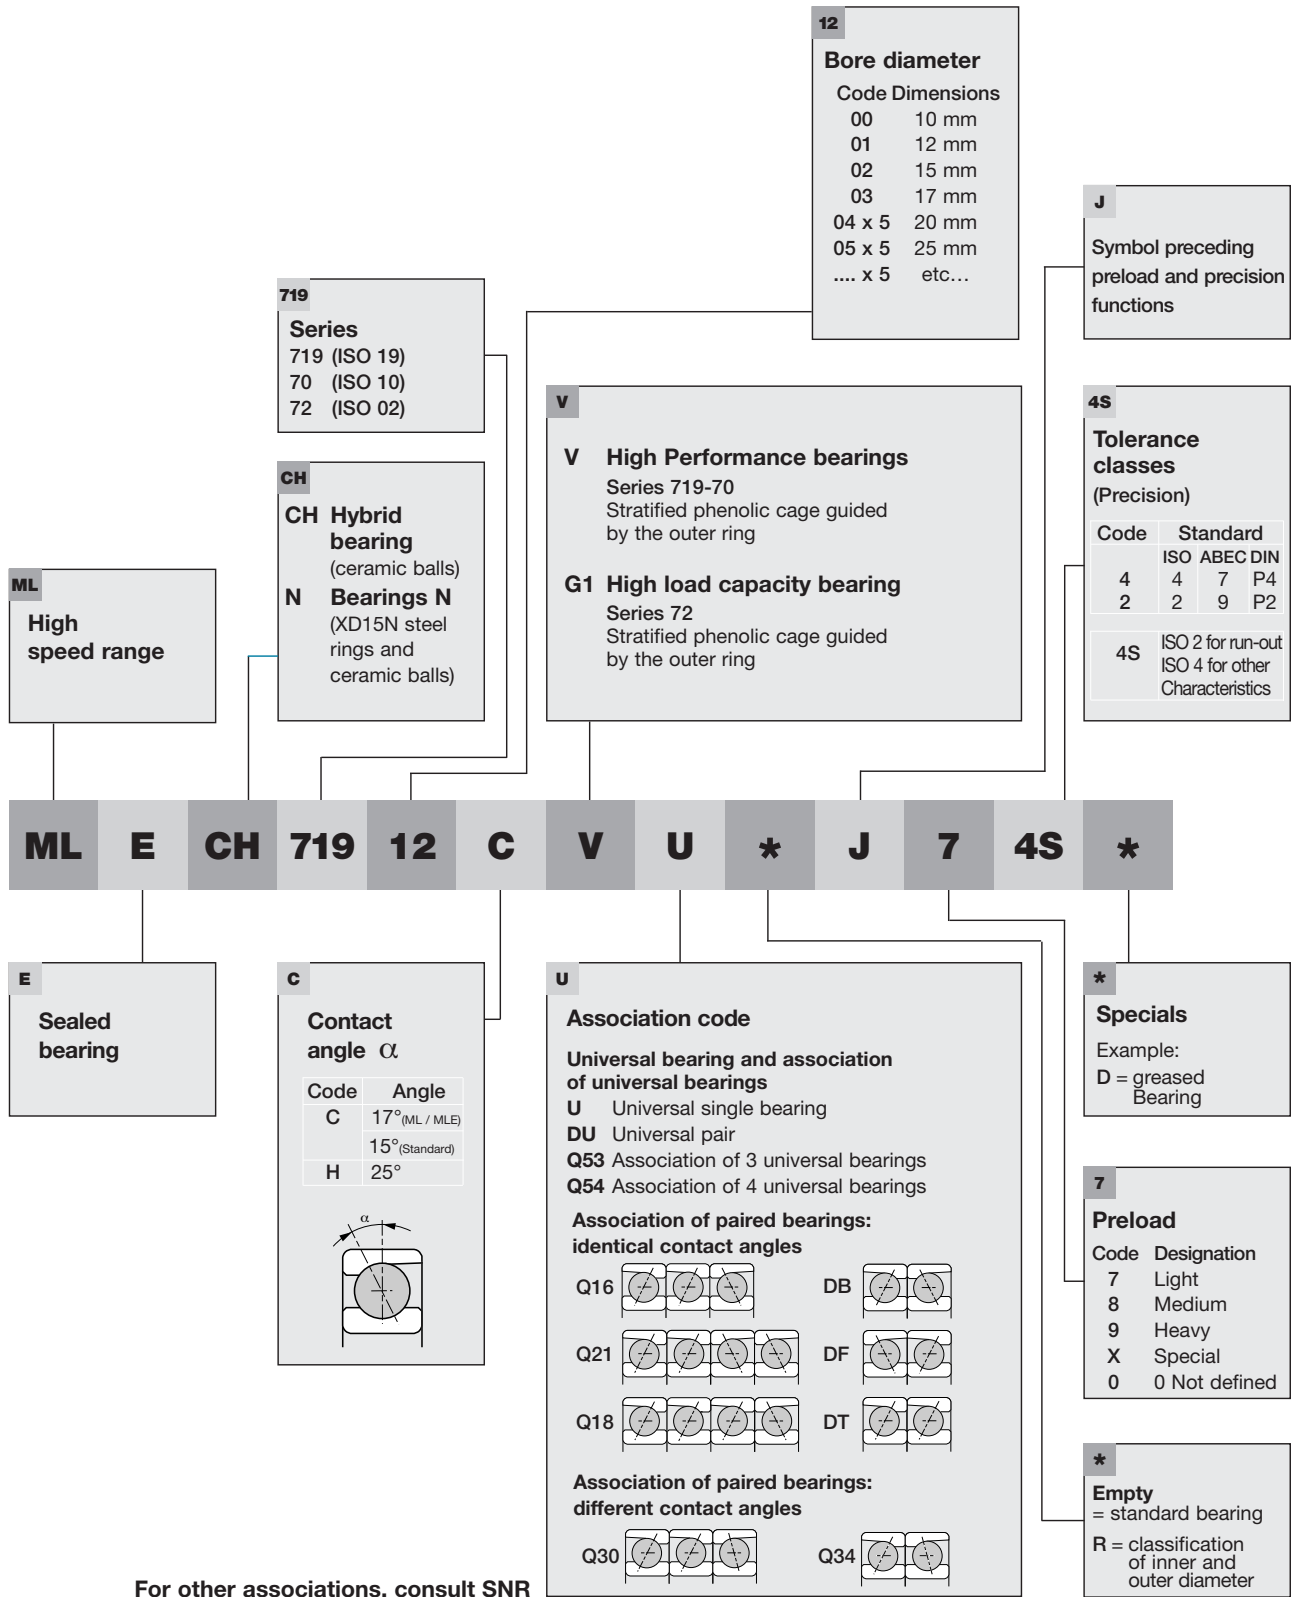 12
Bore diameter
Code Dimensions
00 10 mm
01 12 mm
02 15 mm
03 17 mm
04 x 5 20 mm
05 x 5 25 mm
.... x 5 etc...
J
Symbol preceding
preload and precision
functions
719
Series
719 (ISO 19)
70 (ISO 10)
72 (ISO 02)
V
V High Performance bearings
Series 719-70
Stratified phenolic cage guided
by the outer ring
G1 High load capacity bearing
Series 72
Stratified phenolic cage guided
by the outer ring
4S
Tolerance
classes
(Precision)
Code Standard
ISO ABEC DIN
4 4 7 P4
2 2 9 P2
4S ISO 2 for run-out
ISO 4 for other
Characteristics
CH
CH Hybrid
bearing
(ceramic balls)
N Bearings N
(XD15N steel
rings and
ceramic balls)
ML
High
speed range
ML E CH 719 12 C V U * J 7 4S *
E
Sealed
bearing
C
Contact
angle α
Code Angle
C 17°(ML / MLE)
15°(Standard)
H 25°
α
U
Association code
Universal bearing and association
of universal bearings
U Universal single bearing
DU Universal pair
Q53 Association of 3 universal bearings
Q54 Association of 4 universal bearings
Association of paired bearings:
identical contact angles
Q16 DB
Q21 DF
Q18 DT
Association of paired bearings:
different contact angles
Q30 Q34
*
Specials
Example:
D = greased
Bearing
7
Preload
Code Designation
7 Light
8 Medium
9 Heavy
X Special
0 0 Not defined
*
Empty
= standard bearing
R = classification
of inner and
outer diameter
For other associations. consult SNR